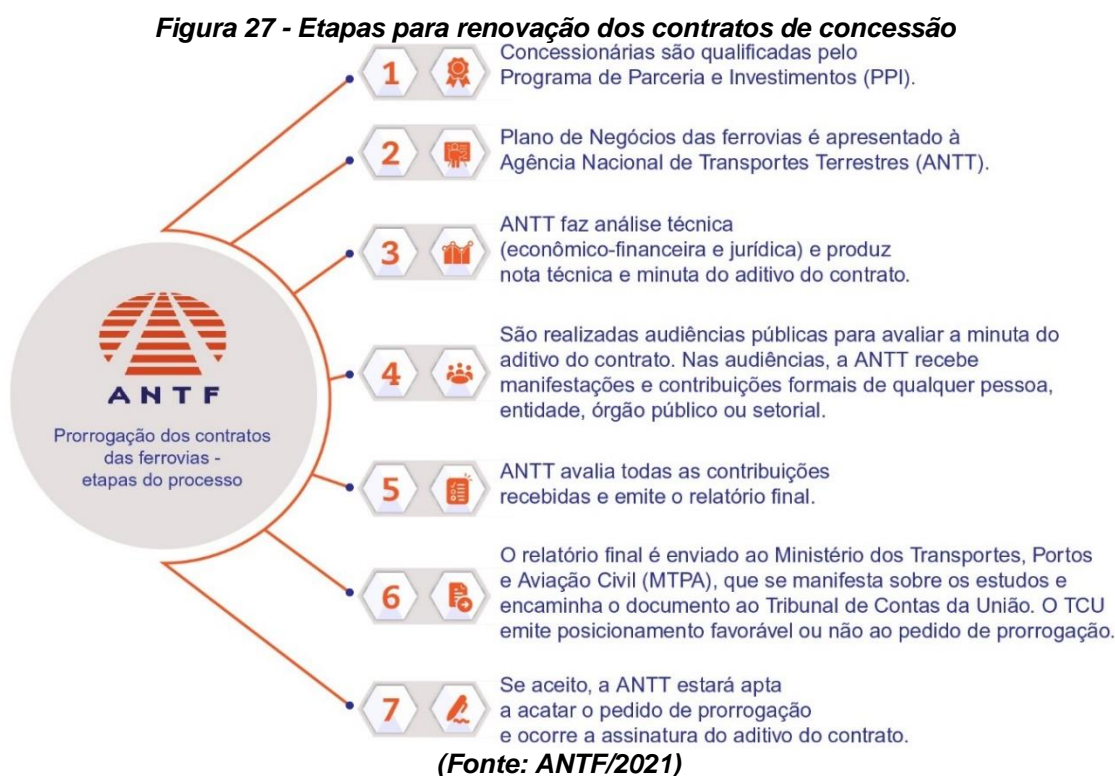 Figura 27 - Etapas para renovação dos contratos de concessão
1
Concessionárias são qualificadas pelo
Programa de Parceria e Investimentos (PPI).
2
Plano de Negócios das ferrovias é apresentado à
Agência Nacional de Transportes Terrestres (ANTT).
3
ANTT faz análise técnica
(econômico-financeira e jurídica) e produz
nota técnica e minuta do aditivo do contrato.
ANTF
Prorrogação dos contratos
das ferrovias -
etapas do processo
4
São realizadas audiências públicas para avaliar a minuta do
aditivo do contrato. Nas audiências, a ANTT recebe
manifestações e contribuições formais de qualquer pessoa,
entidade, órgão público ou setorial.
5
ANTT avalia todas as contribuições
recebidas e emite o relatório final.
6
O relatório final é enviado ao Ministério dos Transportes, Portos
e Aviação Civil (MTPA), que se manifesta sobre os estudos e
encaminha o documento ao Tribunal de Contas da União. O TCU
emite posicionamento favorável ou não ao pedido de prorrogação.
7
Se aceito, a ANTT estará apta
a acatar o pedido de prorrogação
e ocorre a assinatura do aditivo do contrato.
(Fonte: ANTF/2021)